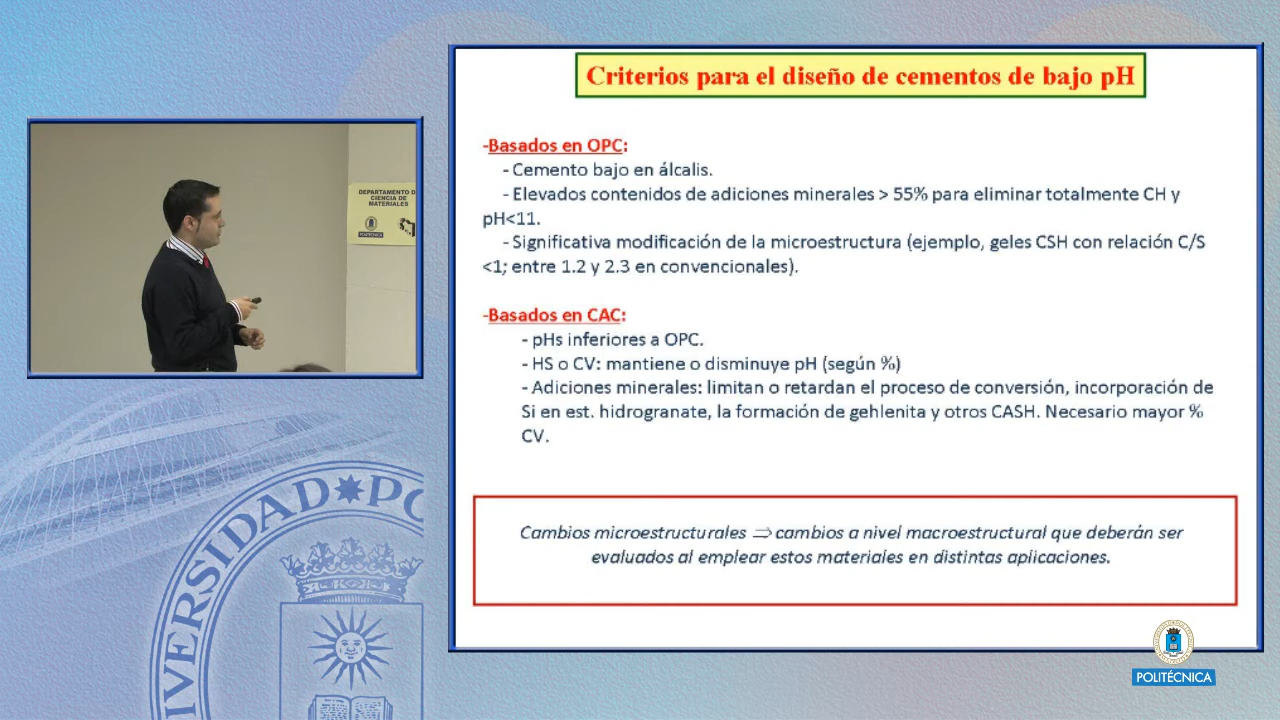 Criterios para el diseño de cementos de bajo pH
-Basados en OPC:
- Cemento bajo en álcalis.
- Elevados contenidos de adiciones minerales > 55% para eliminar totalmente CH y
pH<11.
- Significativa modificación de la microestructura (ejemplo, geles CSH con relación C/S
<1; entre 1.2 y 2.3 en convencionales).
-Basados en CAC:
- pHs inferiores a OPC.
- HS o CV: mantiene o disminuye pH (según %)
- Adiciones minerales: limitan o retardan el proceso de conversión, incorporación de
Si en est. hidrogranate, la formación de gehlenita y otros CASH. Necesario mayor %
CV.
Cambios microestructurales ⇒ cambios a nivel macroestructural que deberán ser
evaluados al emplear estos materiales en distintas aplicaciones.
DEPARTAMENTO D
CIENCIA DE
MATERIALES
POLITÉCNICA
IVERSIDAD PO
POLITÉCNICA